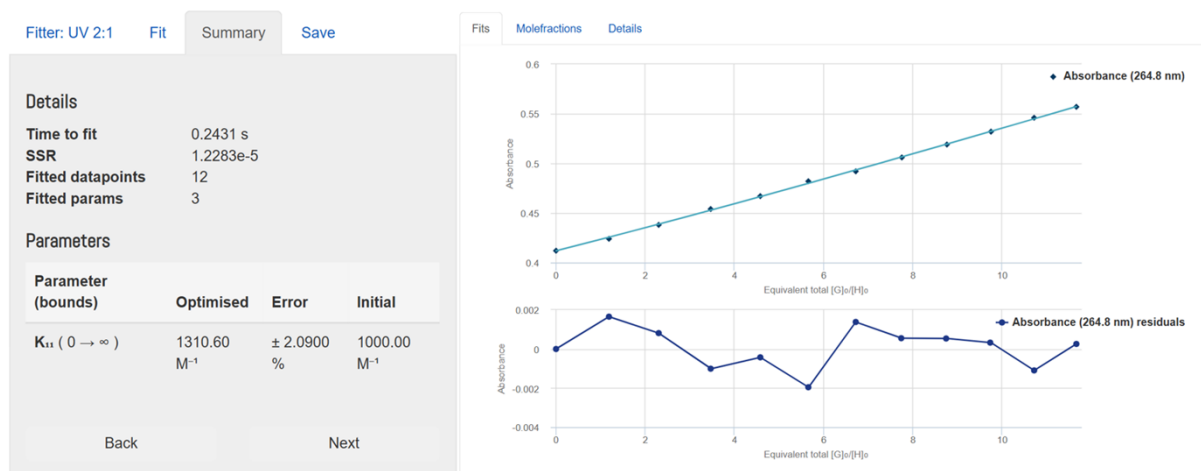 Fitter: UV 2:1 Fit Summary Save
Details
Time to fit 0.2431 s
SSR 1.2283e-5
Fitted datapoints 12
Fitted params 3
Parameters
Parameter
(bounds) Optimised Error Initial
K₁₁ ( 0 → ∞ ) 1310.60 ± 2.0900 1000.00
M⁻¹ % M⁻¹
Back Next
Fits Molefractions Details
0.6
Absorbance (264.8 nm)
0.55
0.5
0.45
0.4
Absorbance
0 2 4 6 8 10
Equivalent total [G]₀/[H]₀
0.002
Absorbance (264.8 nm) residuals
0
-0.002
-0.004
Absorbance
0 2 4 6 8 10
Equivalent total [G]₀/[H]₀